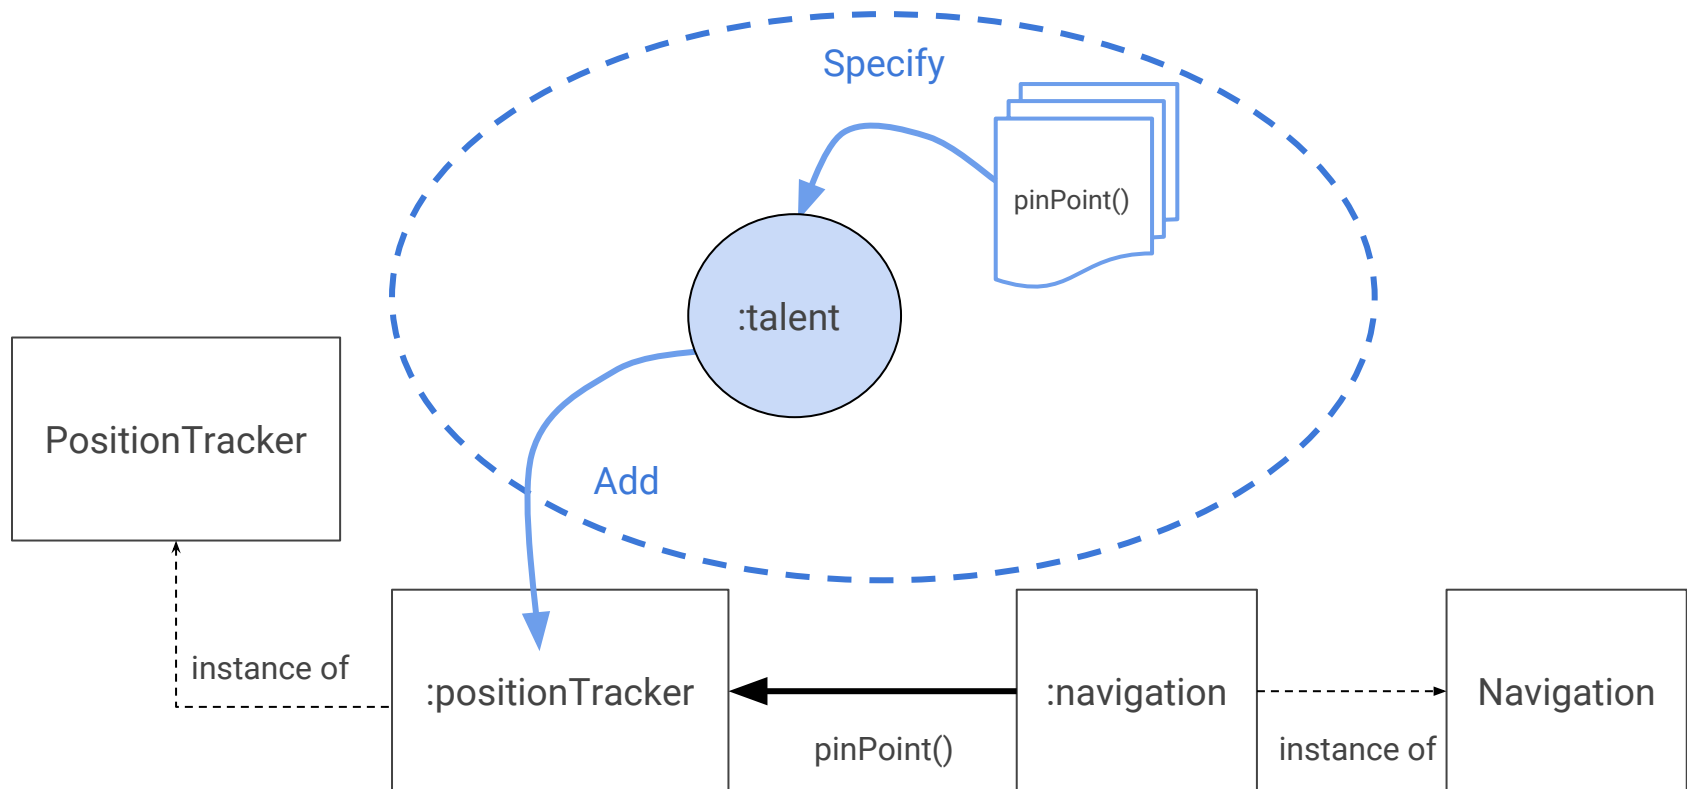 Specify
pinPoint()
:talent
PositionTracker
Add
instance of
:positionTracker
:navigation
Navigation
pinPoint()
instance of